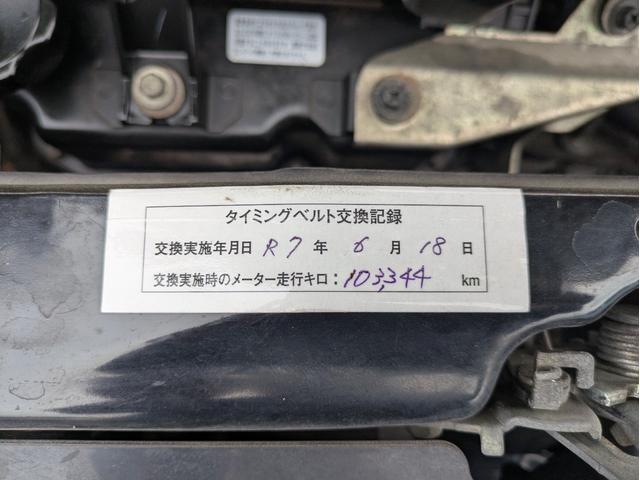 タイミングベルト交換記録
交換実施年月日 R7 年 6 月 18 日
交換実施時のメーター走行キロ：103,344 km